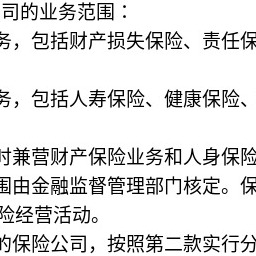 司的业务范围：
务，包括财产损失保险、责任保
务，包括人寿保险、健康保险、
时兼营财产保险业务和人身保险
围由金融监督管理部门核定。保
险经营活动。
的保险公司，按照第二款实行分